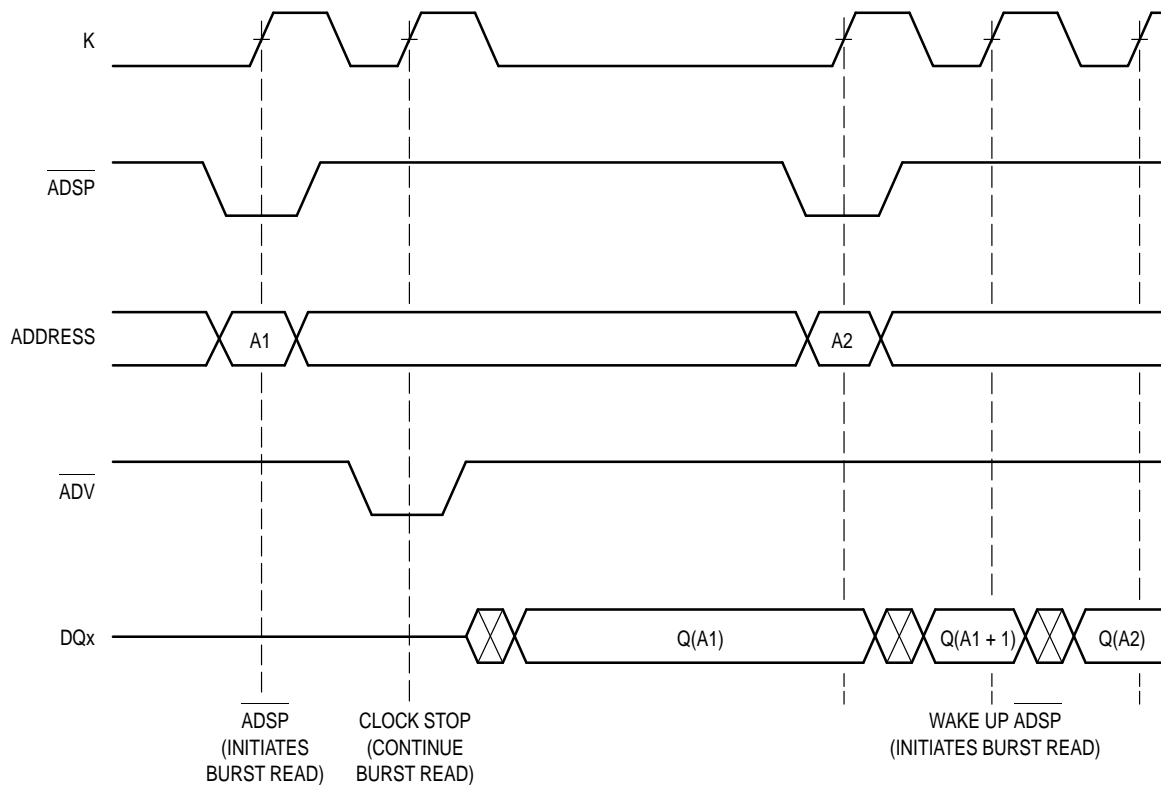 K
ADSP
ADDRESS
A1
A2
ADV
DQx
Q(A1)
Q(A1 + 1)
Q(A2)
ADSP
(INITIATES
BURST READ)
CLOCK STOP
(CONTINUE
BURST READ)
WAKE UP ADSP
(INITIATES BURST READ)